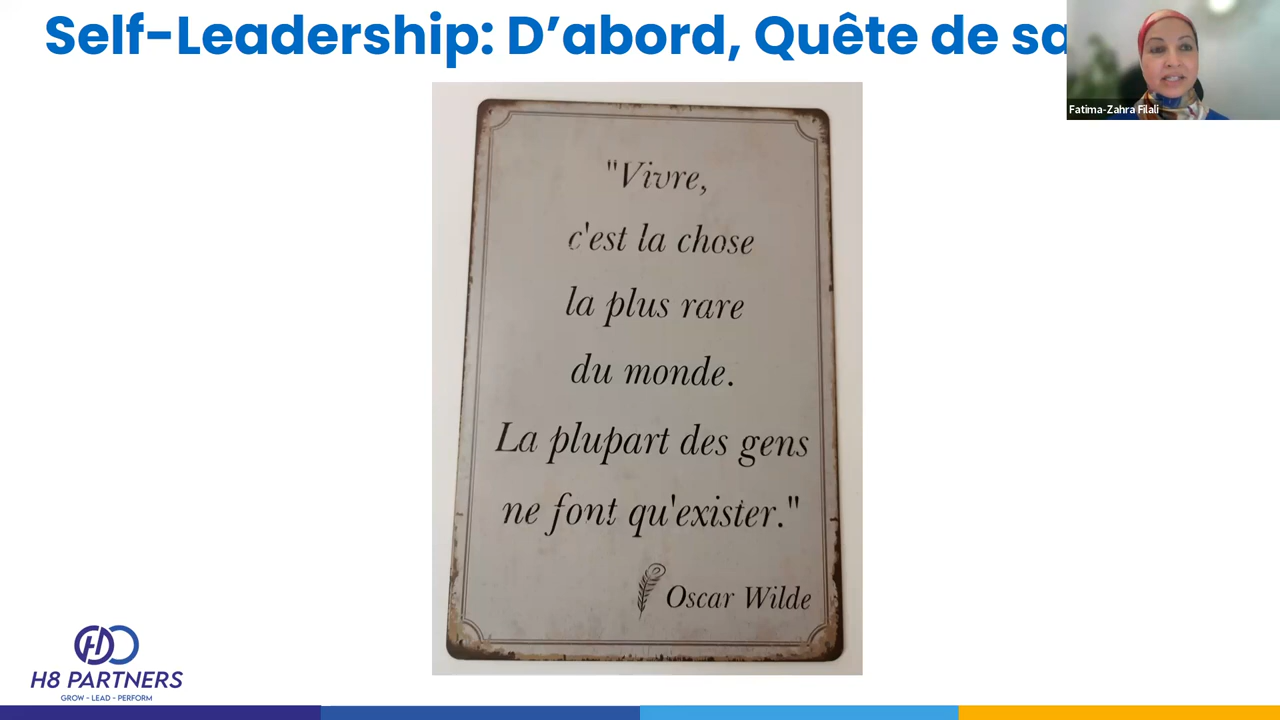 Self-Leadership: D’abord, Quête de
Fatima-Zahra Filali
"Vivre,
c'est la chose
la plus rare
du monde.
La plupart des gens
ne font qu'exister."
Oscar Wilde
H8 PARTNERS
GROW - LEAD - PERFORM